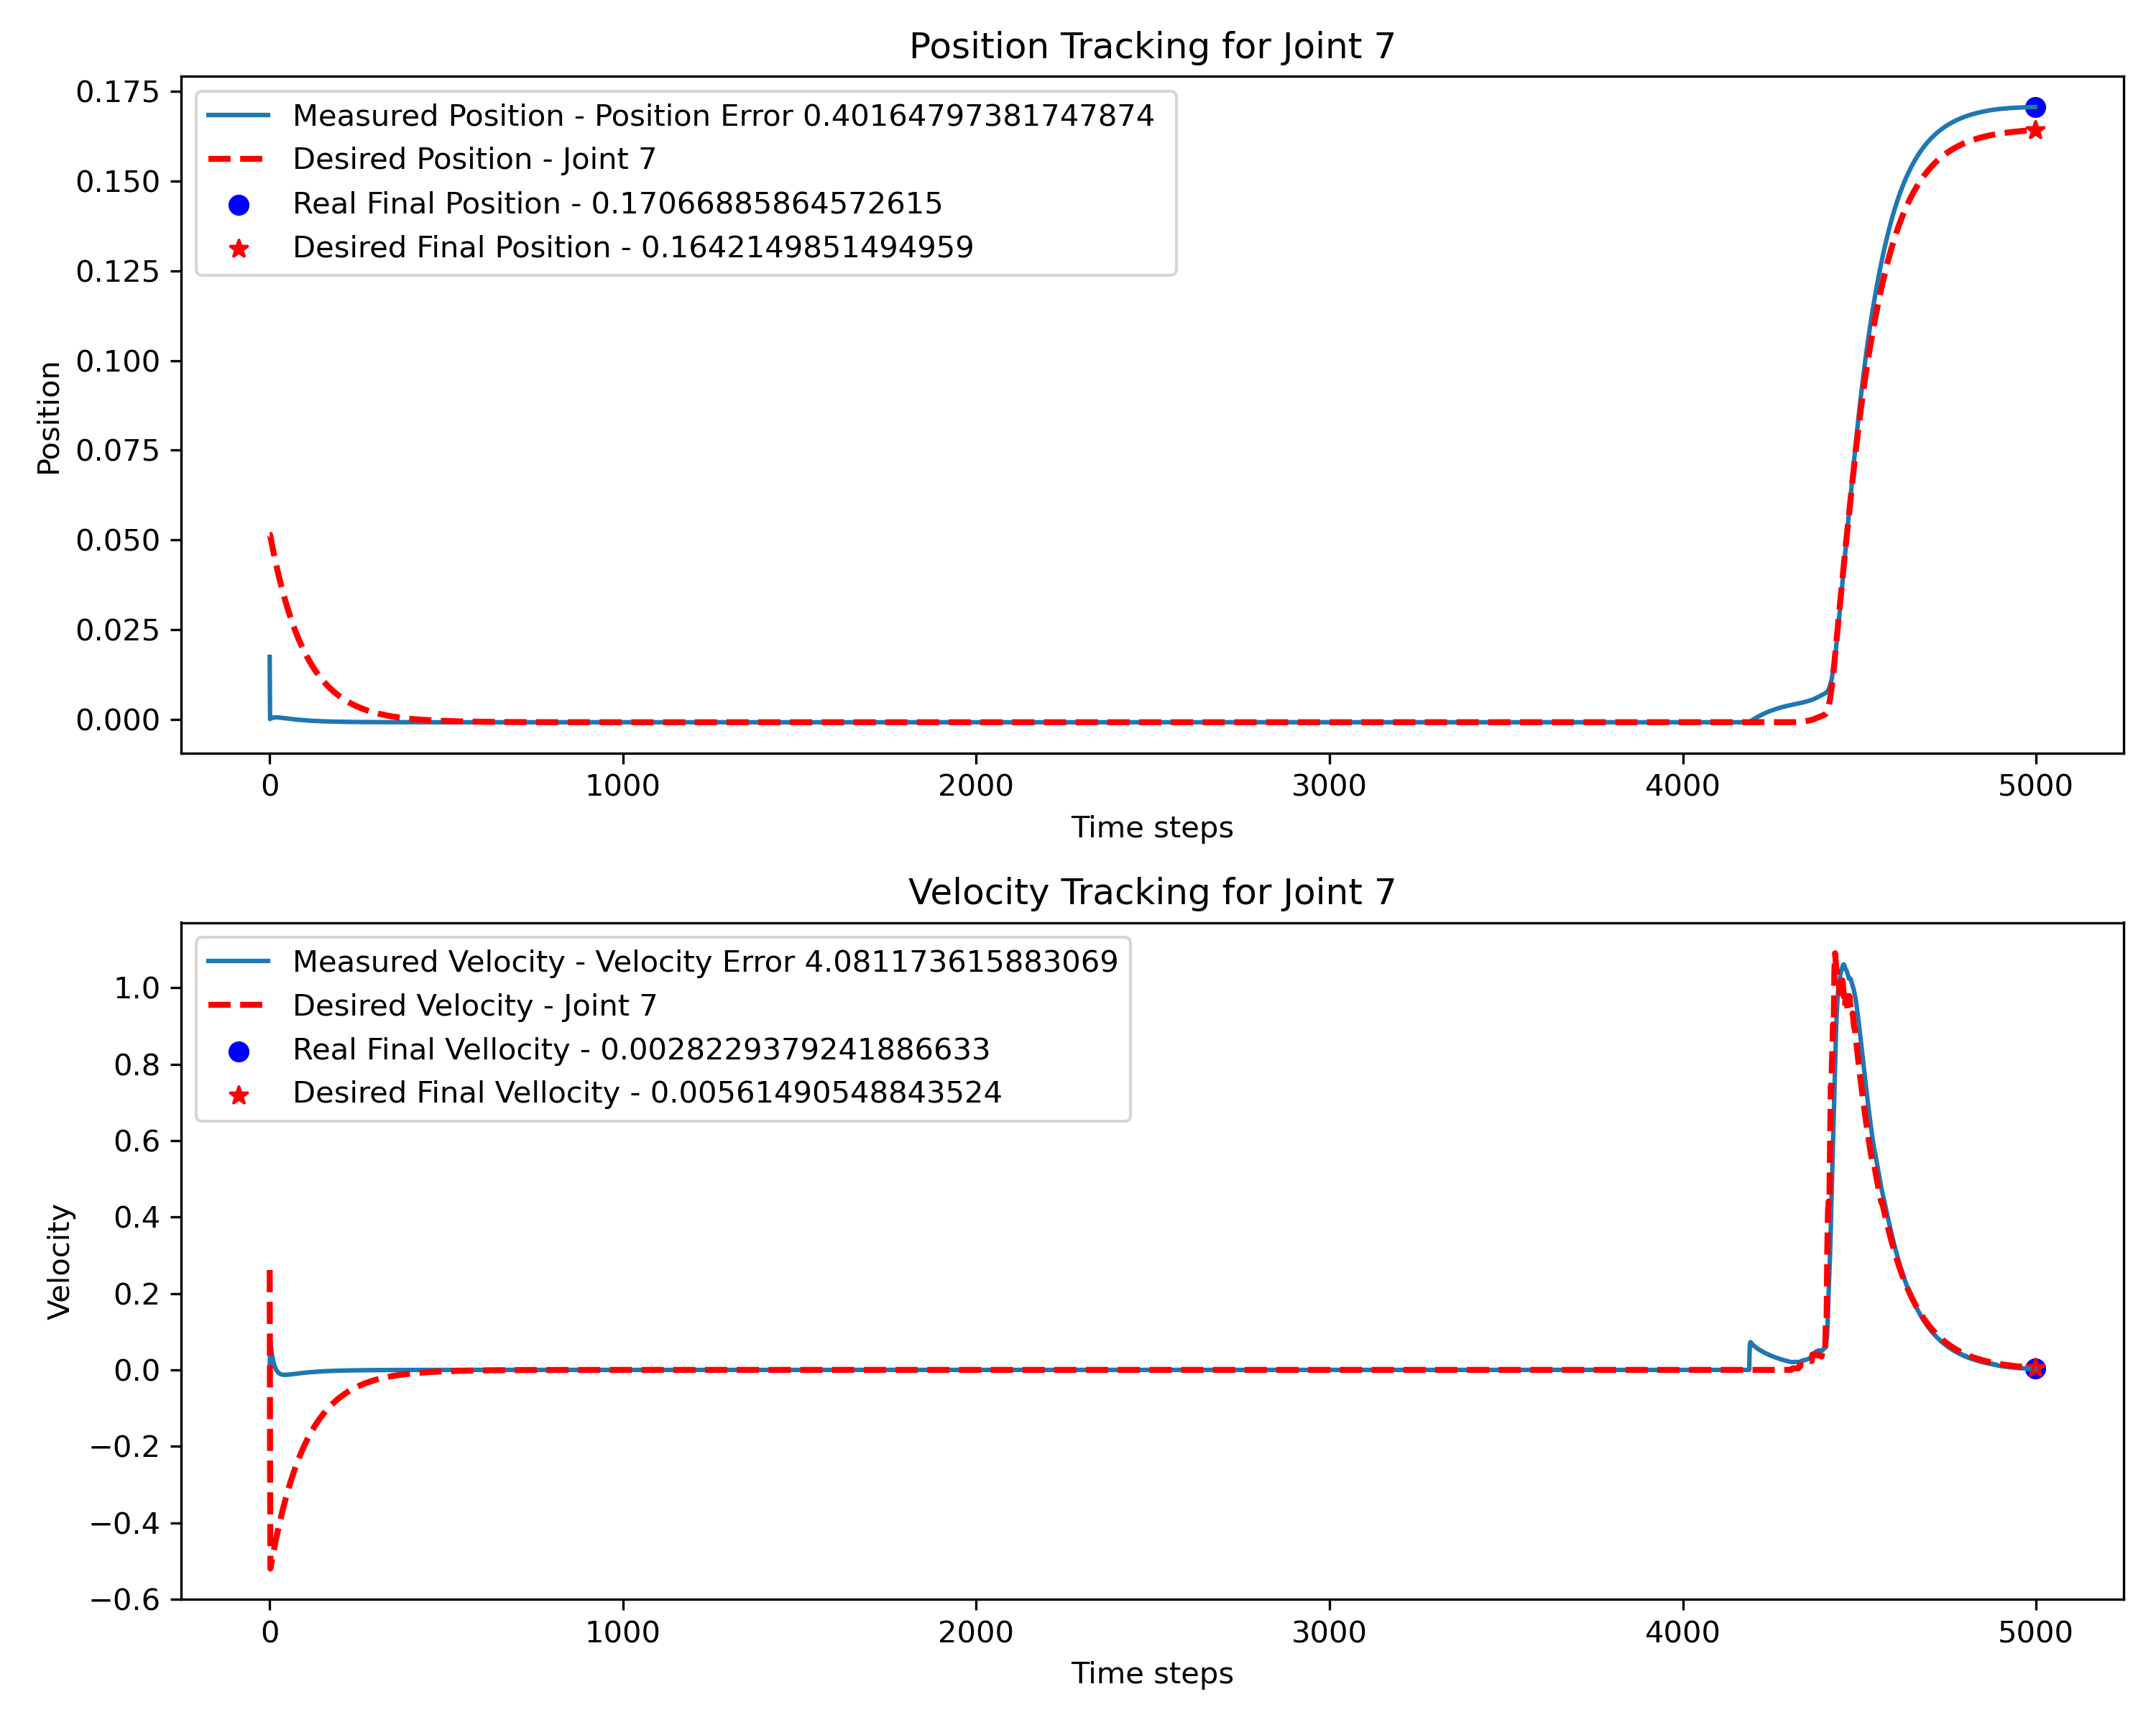 Position Tracking for Joint 7
0.175
0.150
0.125
0.100
0.075
0.050
0.025
0.000
Position
Measured Position - Position Error 0.40164797381747874
Desired Position - Joint 7
Real Final Position - 0.17066885864572615
Desired Final Position - 0.1642149851494959
0 1000 2000 3000 4000 5000
Time steps
Velocity Tracking for Joint 7
1.0
0.8
0.6
0.4
0.2
0.0
−0.2
−0.4
−0.6
Velocity
Measured Velocity - Velocity Error 4.081173615883069
Desired Velocity - Joint 7
Real Final Vellocity - 0.0028229379241886633
Desired Final Vellocity - 0.00561490548843524
0 1000 2000 3000 4000 5000
Time steps